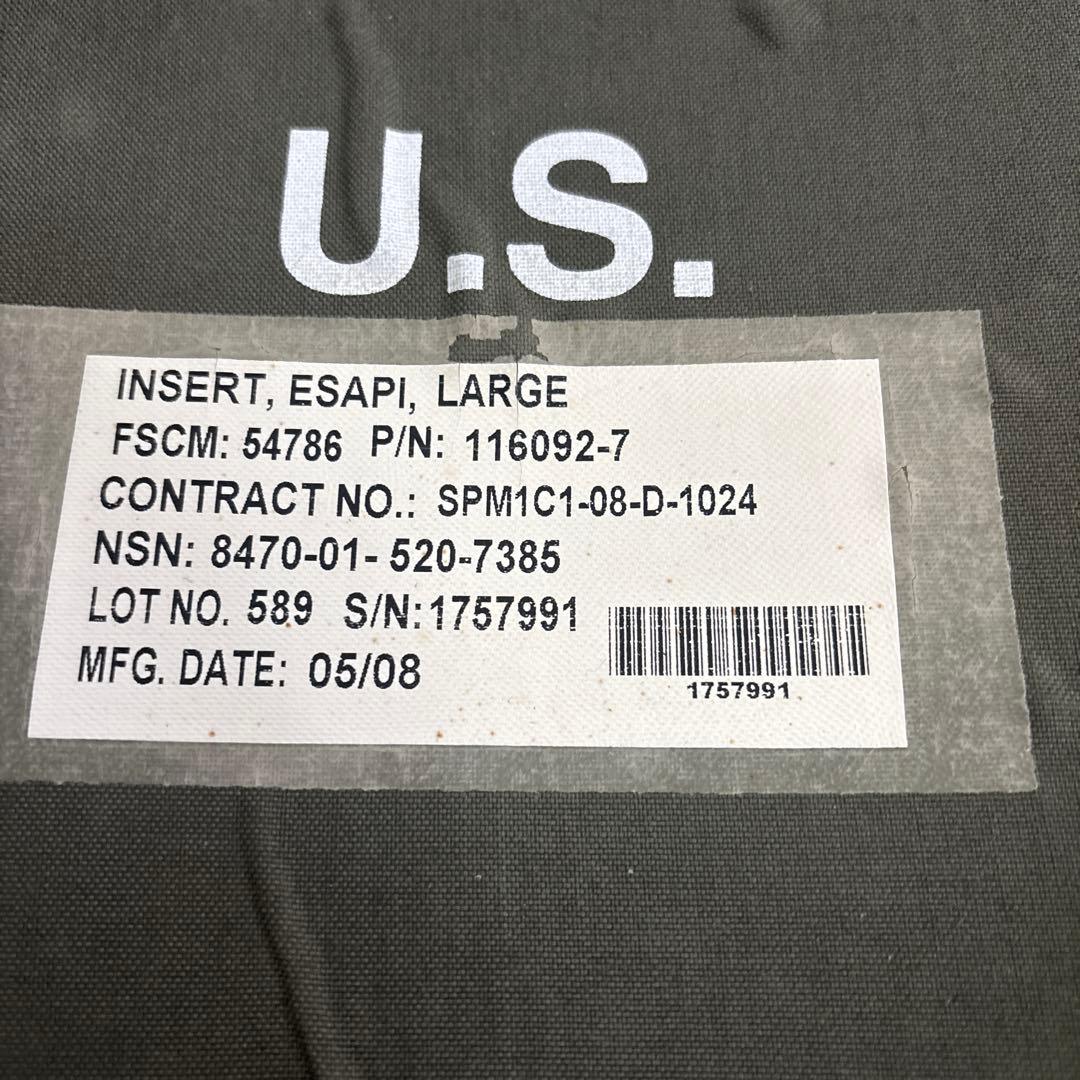 U.S.
INSERT, ESAPI, LARGE
FSCM: 54786 P/N: 116092-7
CONTRACT NO.: SPM1C1-08-D-1024
NSN: 8470-01- 520-7385
LOT NO. 589 S/N:1757991
MFG. DATE: 05/08
1757991